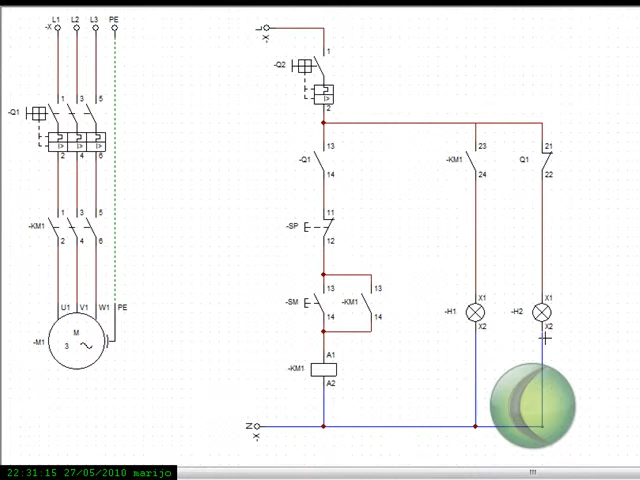 L1 L2 L3 PE
-X
L
-X
1
-Q2
2
-Q1
1 3 5
2 4 6
13
-Q1
14
23
-KM1
24
21
Q1
22
1 3 5
-KM1
2 4 6
11
-SP
12
13
-SM
14
13
-KM1
14
U1 V1 W1 PE
M
3
-M1
X1
-H1
X2
X1
-H2
X2
A1
-KM1
A2
N
-X
22:31:15 27/05/2010 marijo